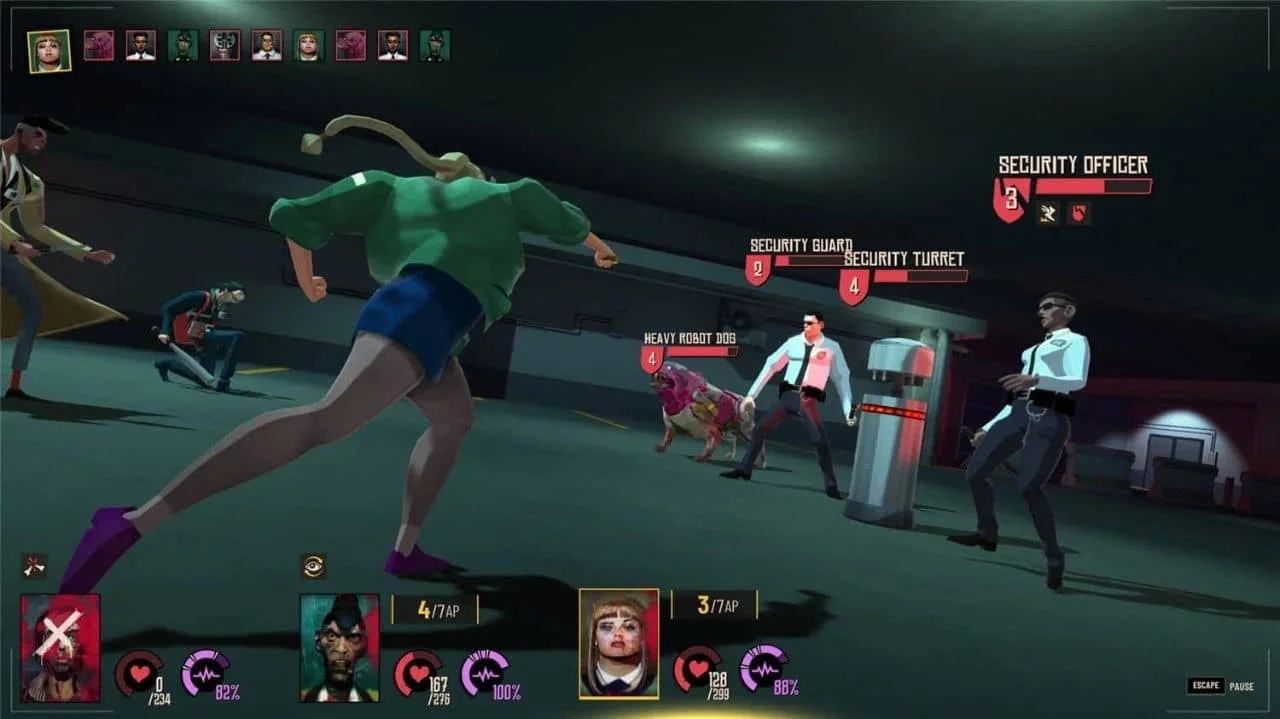 SECURITY OFFICER
3
SECURITY GUARD
2
SECURITY TURRET
4
HEAVY ROBOT DOG
4
4/7AP
3/7AP
0
/234
82%
167
/276
100%
128
/299
88%
ESCAPE PAUSE